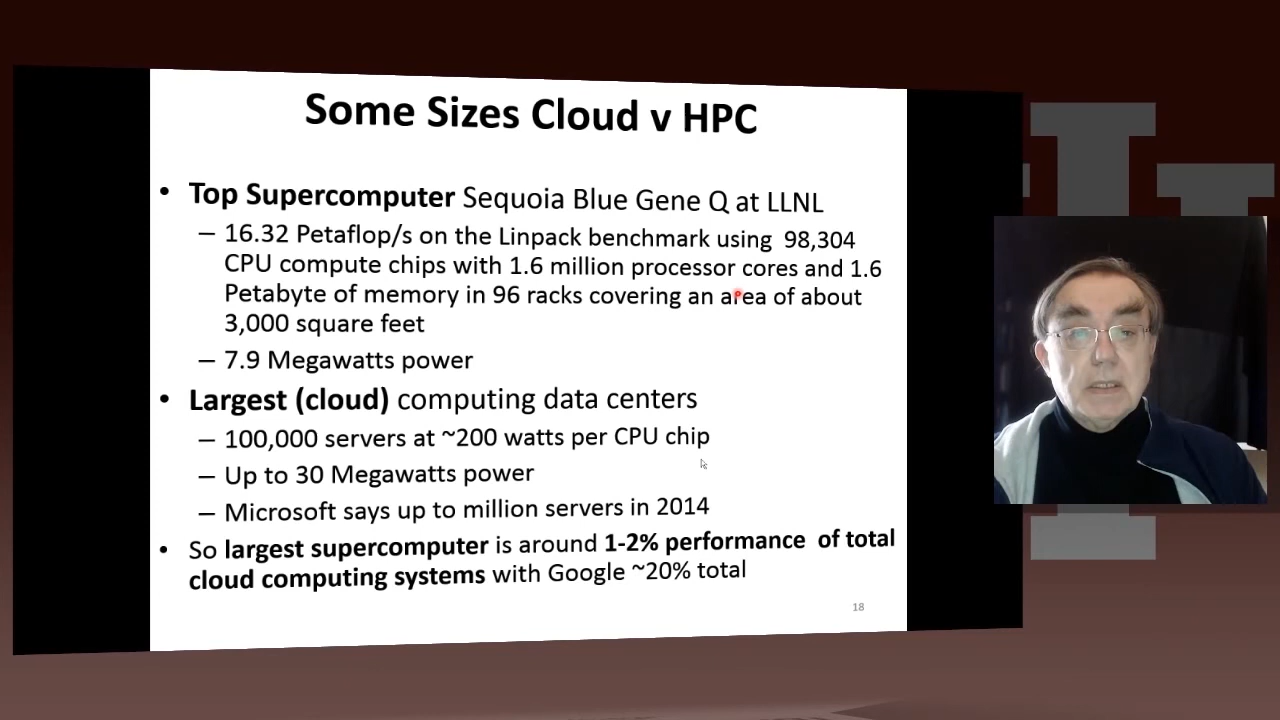 Some Sizes Cloud v HPC
• Top Supercomputer Sequoia Blue Gene Q at LLNL
– 16.32 Petaflop/s on the Linpack benchmark using 98,304
CPU compute chips with 1.6 million processor cores and 1.6
Petabyte of memory in 96 racks covering an area of about
3,000 square feet
– 7.9 Megawatts power
• Largest (cloud) computing data centers
– 100,000 servers at ~200 watts per CPU chip
– Up to 30 Megawatts power
– Microsoft says up to million servers in 2014
• So largest supercomputer is around 1-2% performance of total
cloud computing systems with Google ~20% total
18